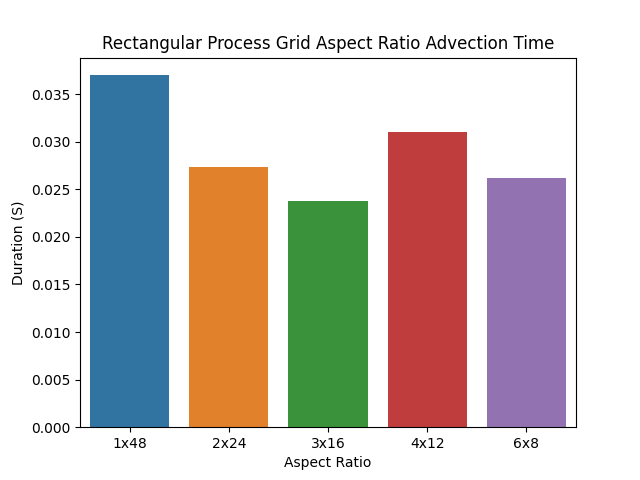 Rectangular Process Grid Aspect Ratio Advection Time
0.035
0.030
0.025
0.020
0.015
0.010
0.005
0.000
Duration (S)
1x48 2x24 3x16 4x12 6x8
Aspect Ratio